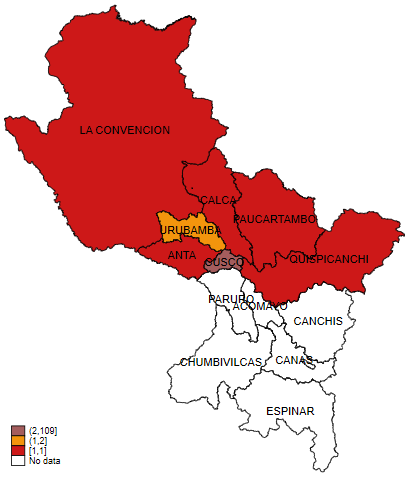 LA CONVENCION
CALCA
PAUCARTAMBO
URUBAMBA
ANTA
CUSCO
QUISPICANCHI
PARURO
ACOMAYO
CANCHIS
CHUMBIVILCAS
CANAS
ESPINAR
(2,109]
(1,2]
[1,1]
No data